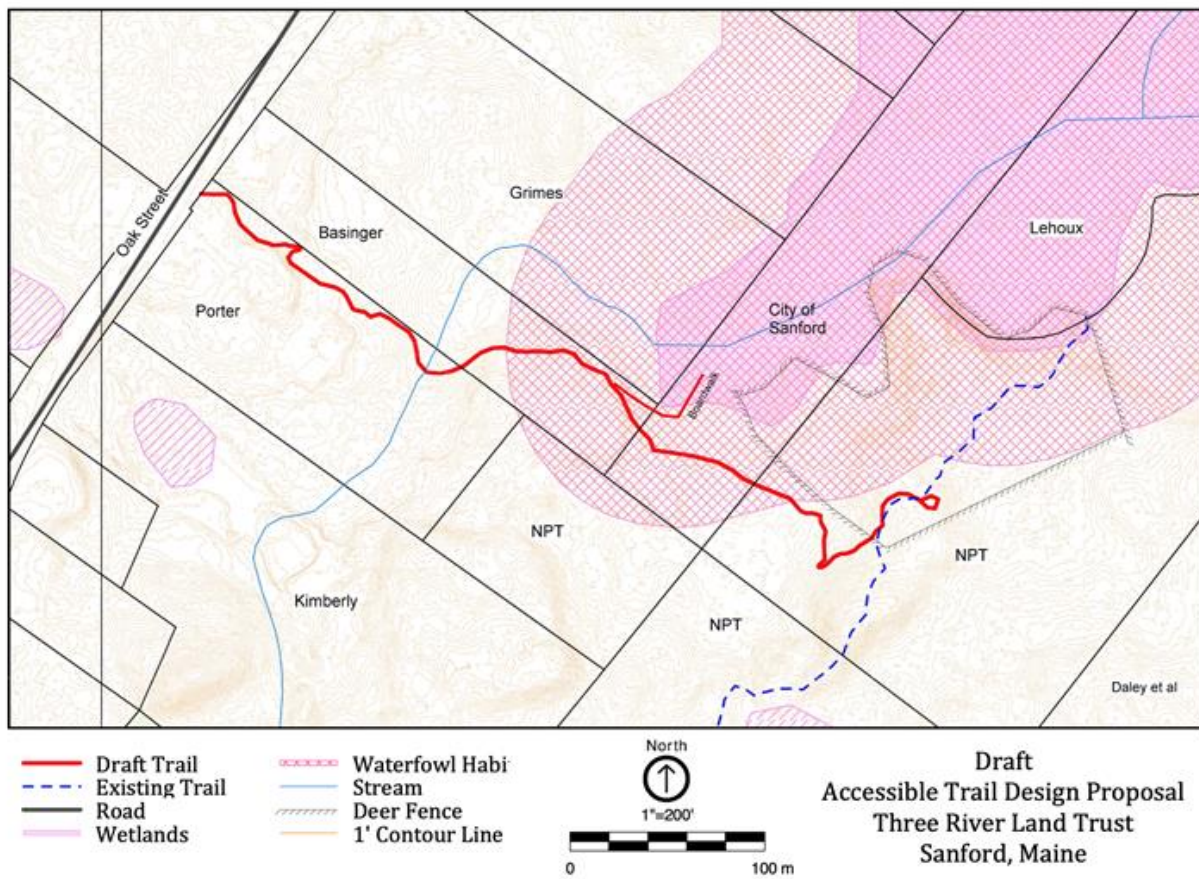 Oak Street
Grimes
Basinger
Lehoux
Porter
City of
Sanford
Boardwalk
NPT
NPT
Kimberly
NPT
Daley et al
Draft Trail
Existing Trail
Road
Wetlands
Waterfowl Habi
Stream
Deer Fence
1' Contour Line
North
1"=200'
0 100 m
Draft
Accessible Trail Design Proposal
Three River Land Trust
Sanford, Maine